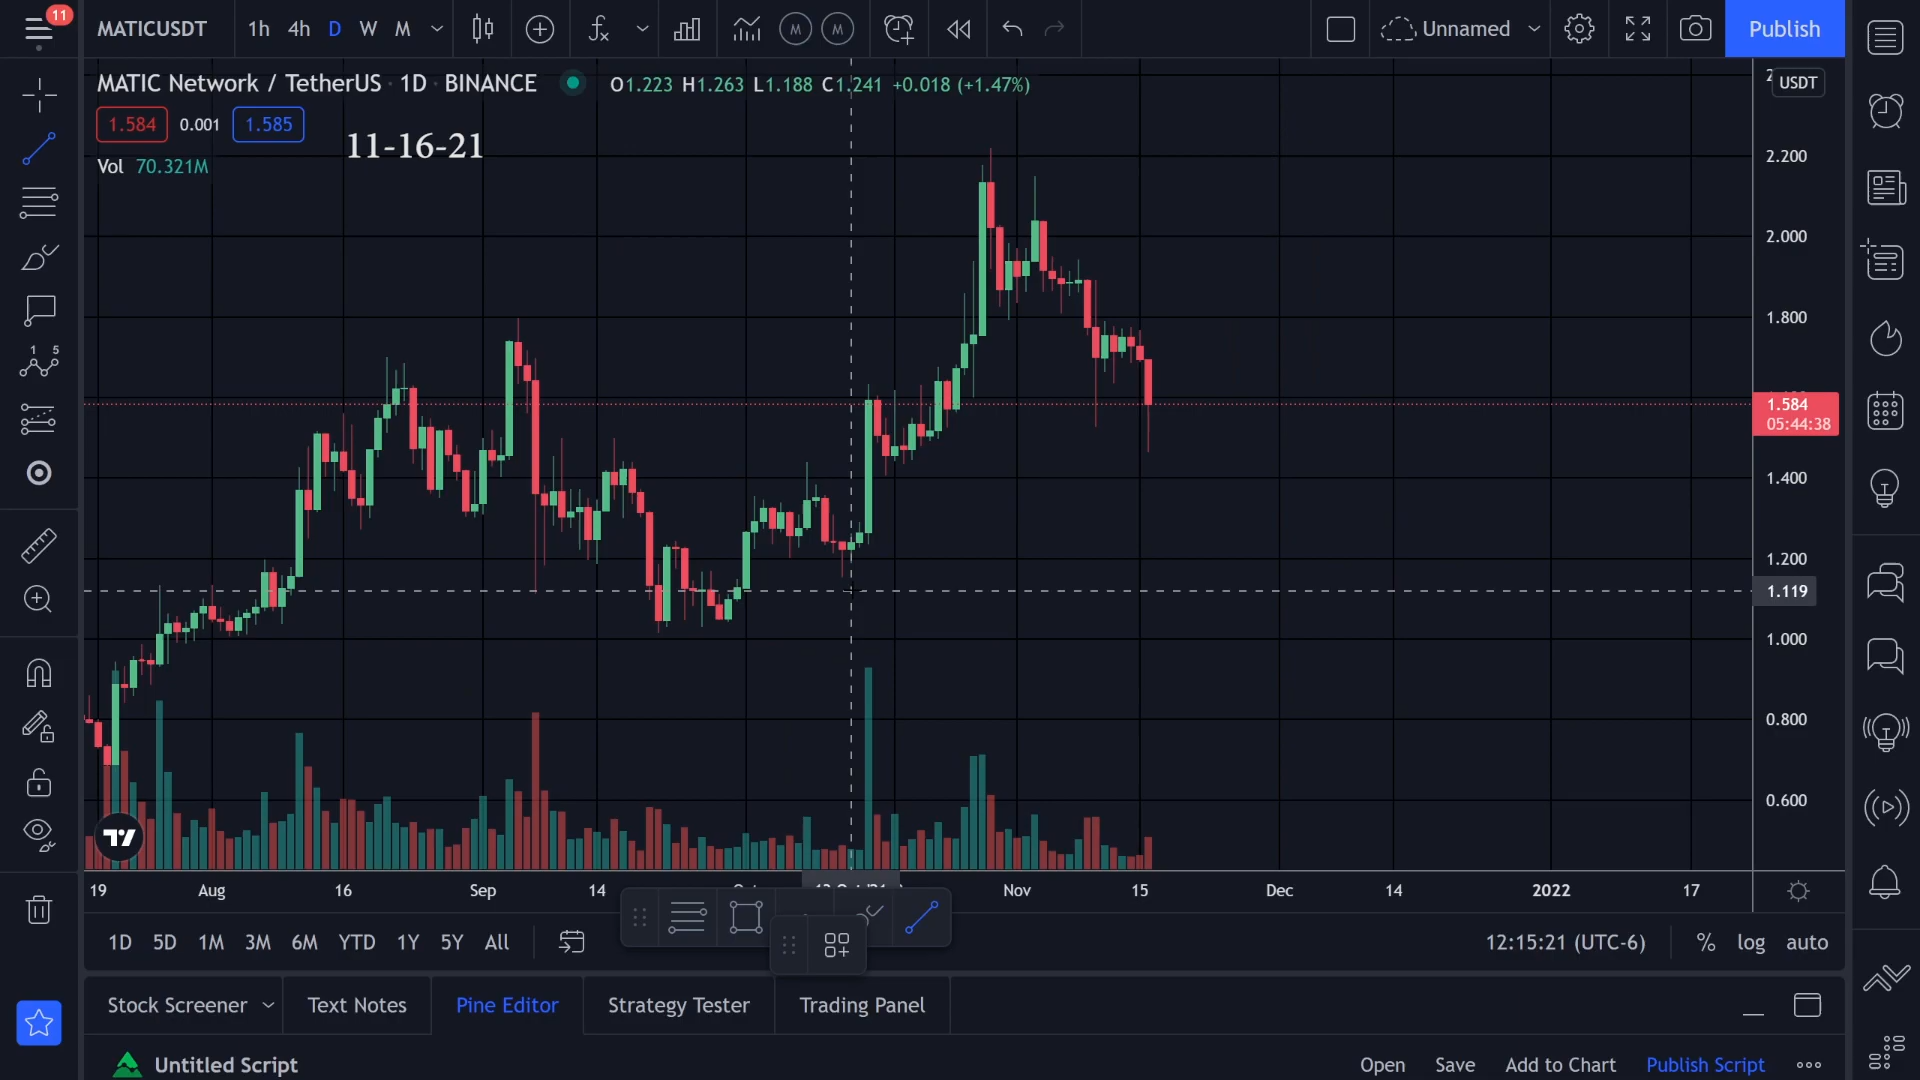 11
MATICUSDT 1h 4h D W M M M Unnamed Publish
MATIC Network / TetherUS · 1D · BINANCE O1.223 H1.263 L1.188 C1.241 +0.018 (+1.47%) USDT
1.584 0.001 1.585
11-16-21
Vol 70.321M
2.200
2.000
1.800
1.584
05:44:38
1.400
1.200
1.119
1.000
0.800
0.600
19 Aug 16 Sep 14 Nov 15 Dec 14 2022 17
1D 5D 1M 3M 6M YTD 1Y 5Y All 12:15:21 (UTC-6) % log auto
Stock Screener Text Notes Pine Editor Strategy Tester Trading Panel
Untitled Script Open Save Add to Chart Publish Script